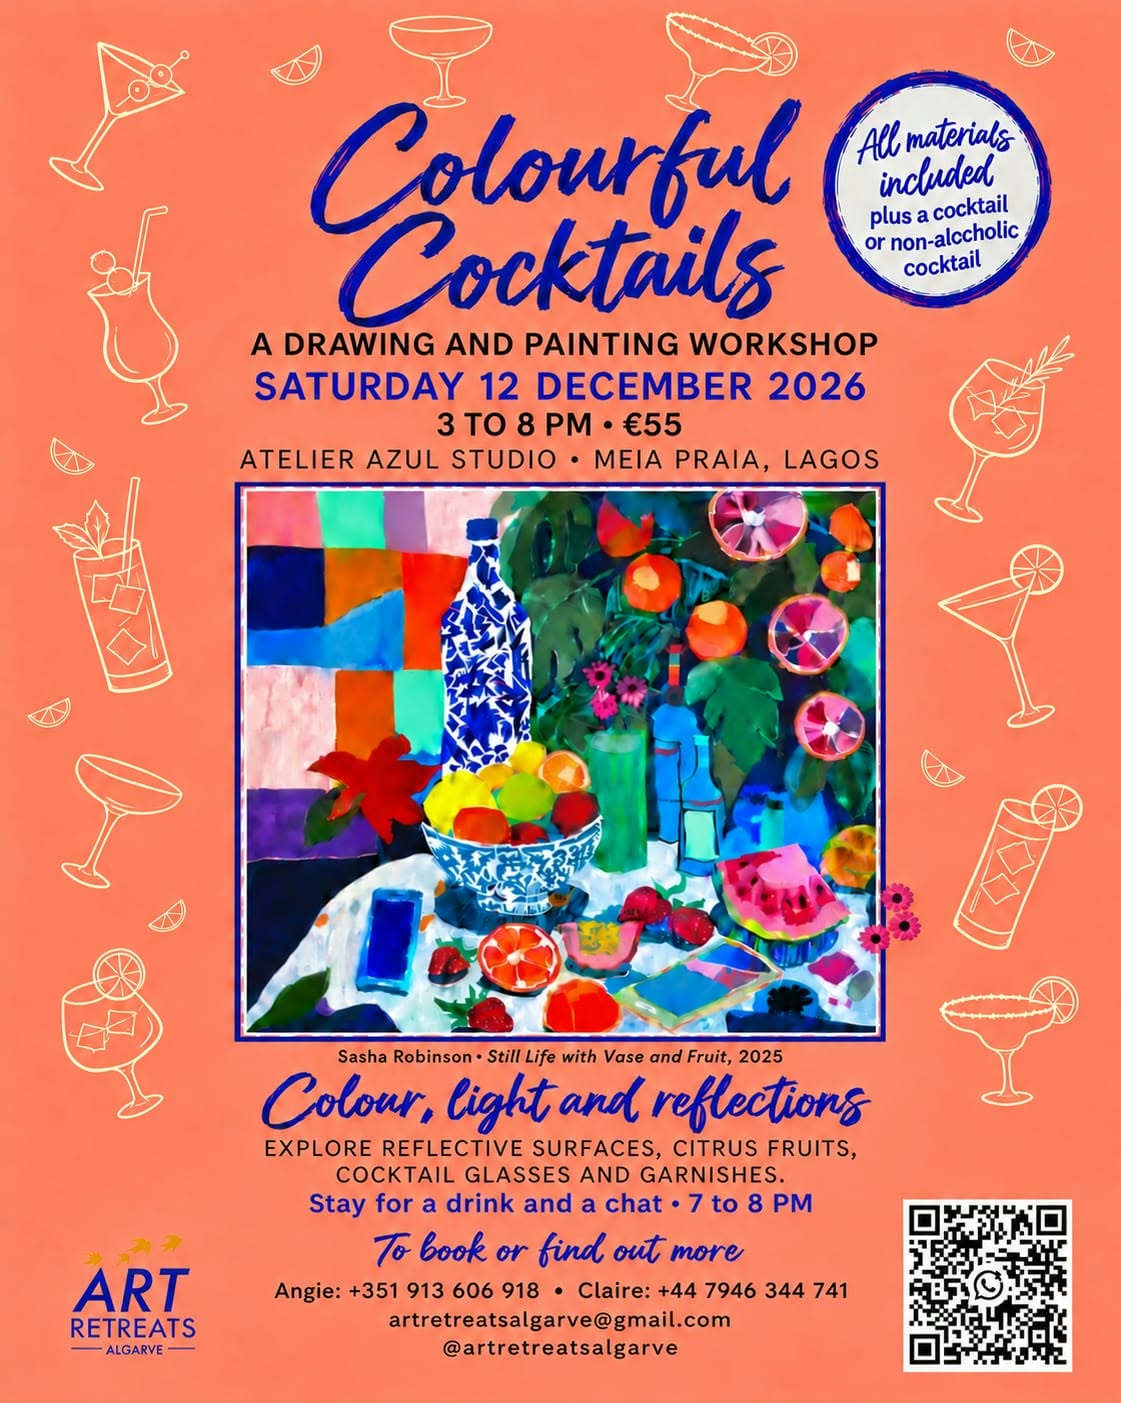 Colourful
Cocktails
All materials
included
plus a cocktail
or non-alccholic
cocktail
A DRAWING AND PAINTING WORKSHOP
SATURDAY 12 DECEMBER 2026
3 TO 8 PM • €55
ATELIER AZUL STUDIO • MEIA PRAIA, LAGOS
Sasha Robinson • Still Life with Vase and Fruit, 2025
Colour, light and reflections
EXPLORE REFLECTIVE SURFACES, CITRUS FRUITS,
COCKTAIL GLASSES AND GARNISHES.
Stay for a drink and a chat • 7 to 8 PM
To book or find out more
Angie: +351 913 606 918 • Claire: +44 7946 344 741
artretreatsalgarve@gmail.com
@artretreatsalgarve
ART
RETREATS
ALGARVE